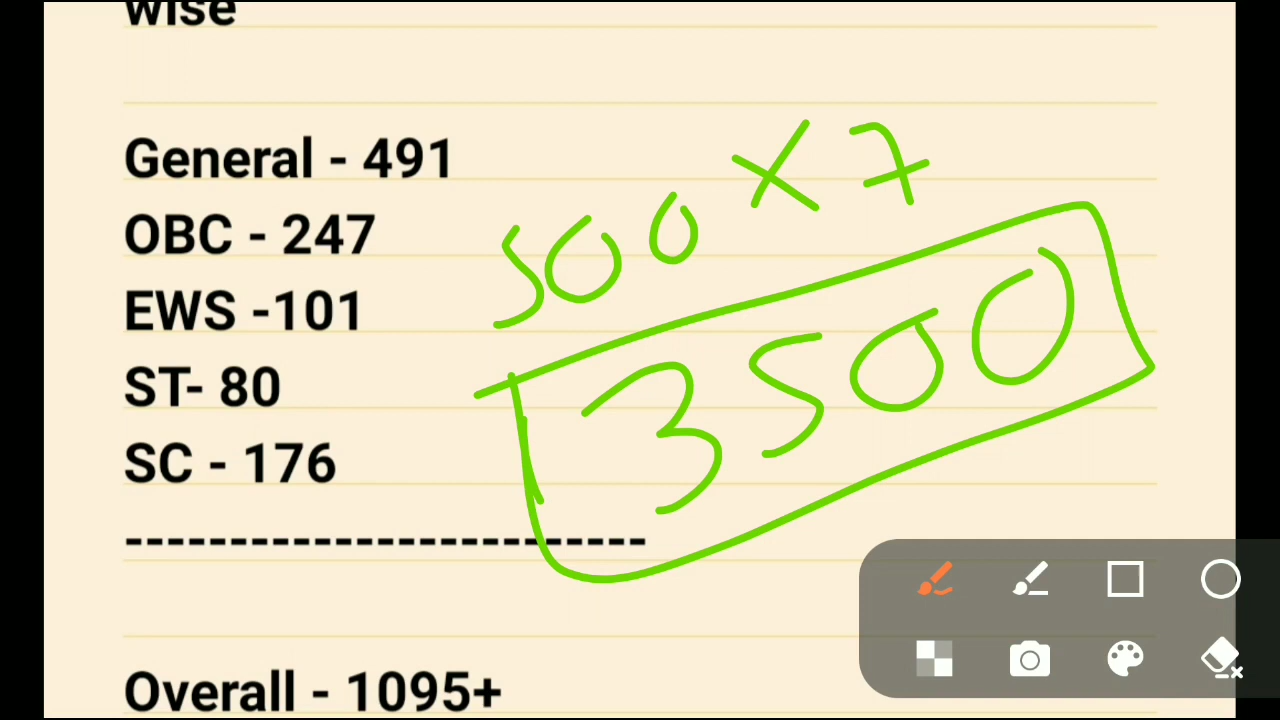 wise
General - 491
OBC - 247
EWS -101
ST- 80
SC - 176
-------------------------
Overall - 1095+
500 x 7
3500